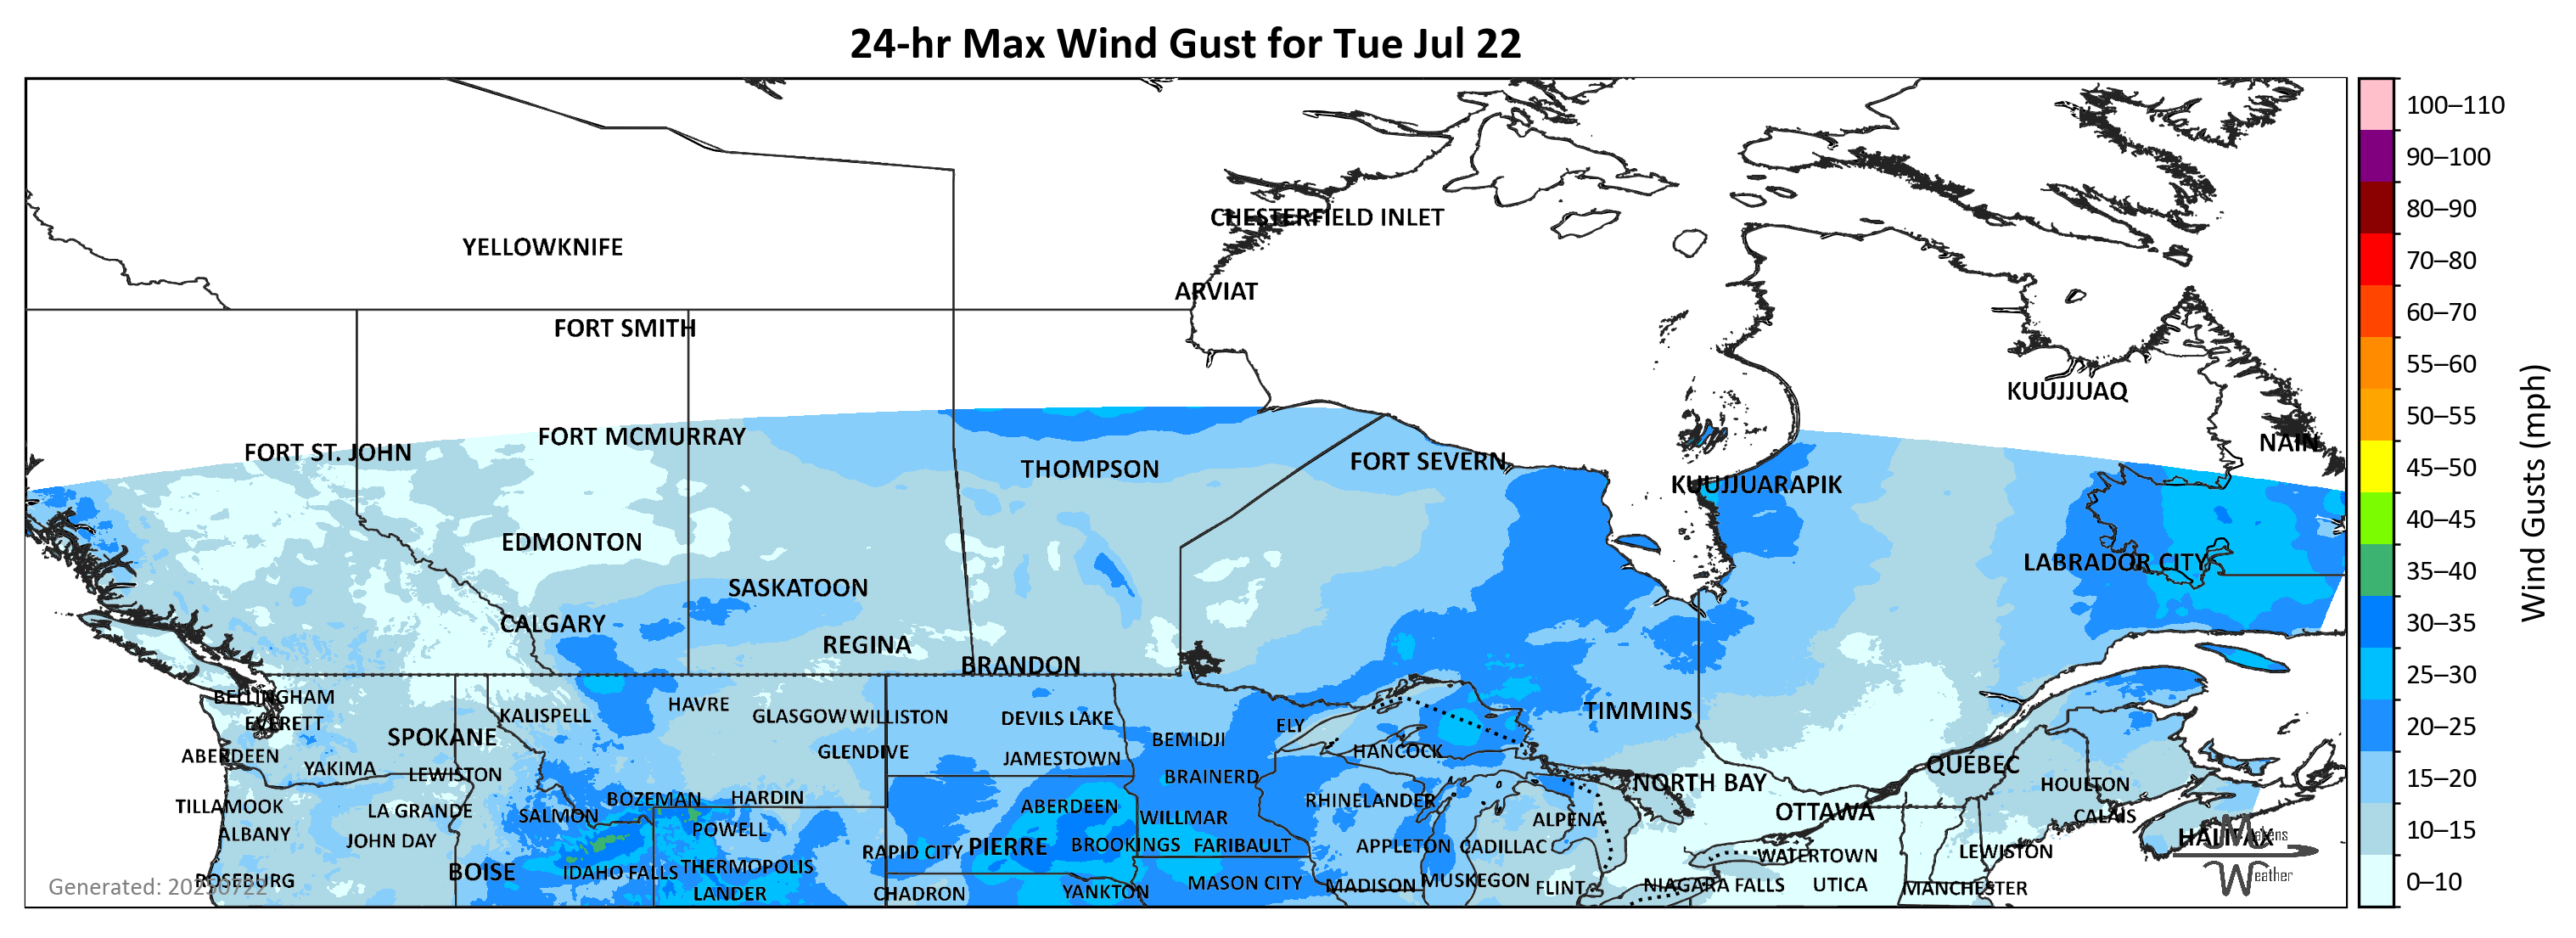 24-hr Max Wind Gust for Tue Jul 22
100–110
90–100
80–90
70–80
60–70
55–60
50–55
45–50
40–45
35–40
30–35
25–30
20–25
15–20
10–15
0–10
Wind Gusts (mph)
CHESTERFIELD INLET
YELLOWKNIFE
ARVIAT
FORT SMITH
KUUJJUAQ
FORT MCMURRAY
NAIN
FORT ST. JOHN
FORT SEVERN
THOMPSON
KUUJJUARAPIK
EDMONTON
LABRADOR CITY
SASKATOON
CALGARY
REGINA
BRANDON
BELLINGHAM
HAVRE
KALISPELL
GLASGOW
WILLISTON
DEVILS LAKE
TIMMINS
EVERETT
ELY
SPOKANE
BEMIDJI
GLENDIVE
HANCOCK
ABERDEEN
JAMESTOWN
QUÉBEC
YAKIMA
LEWISTON
BRAINERD
NORTH BAY
HOULTON
BOZEMAN
HARDIN
RHINELANDER
TILLAMOOK
LA GRANDE
ABERDEEN
OTTAWA
SALMON
WILLMAR
ALPENA
CALAIS
ALBANY
POWELL
JOHN DAY
HALIFAX
Makens
Weather
RAPID CITY
PIERRE
BROOKINGS
FARIBAULT
APPLETON
CADILLAC
LEWISTON
WATERTOWN
BOISE
IDAHO FALLS
THERMOPOLIS
ROSEBURG
YANKTON
MASON CITY
MADISON
MUSKEGON
FLINT
NIAGARA FALLS
UTICA
MANCHESTER
LANDER
CHADRON
Generated: 20250722